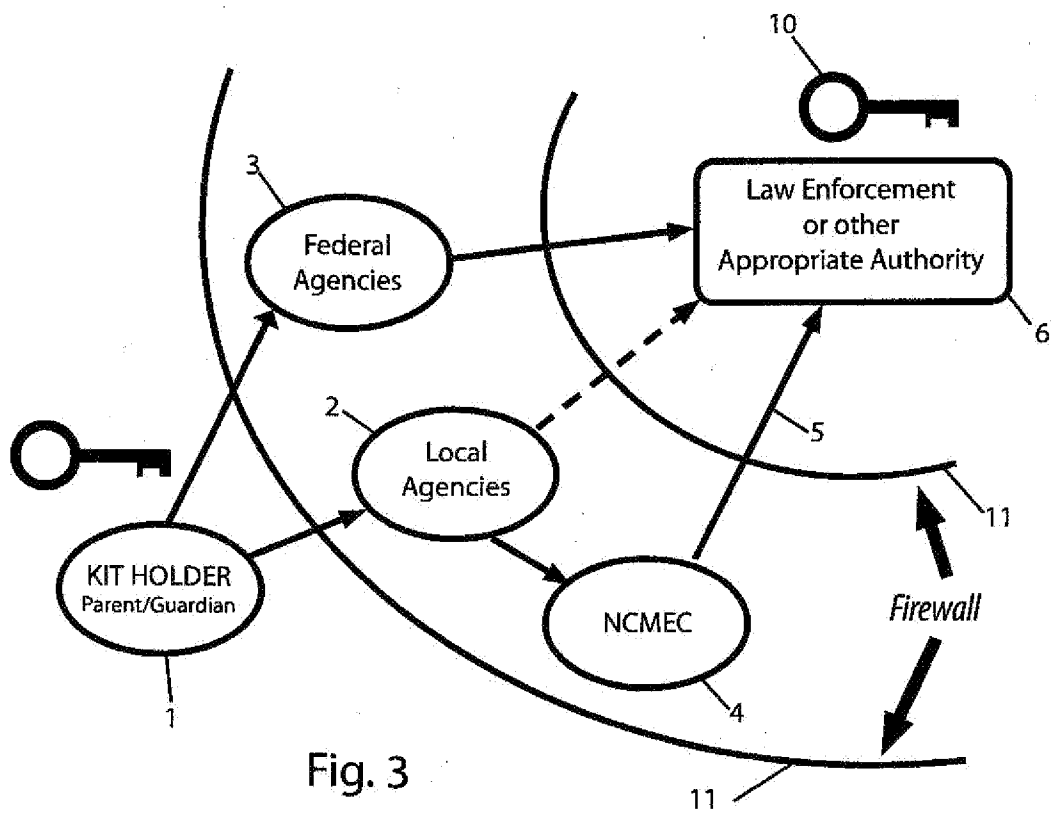 10
3
Federal
Agencies
Law Enforcement
or other
Appropriate Authority
6
2
Local
Agencies
5
11
KIT HOLDER
Parent/Guardian
NCMEC
Firewall
1
4
Fig. 3
11